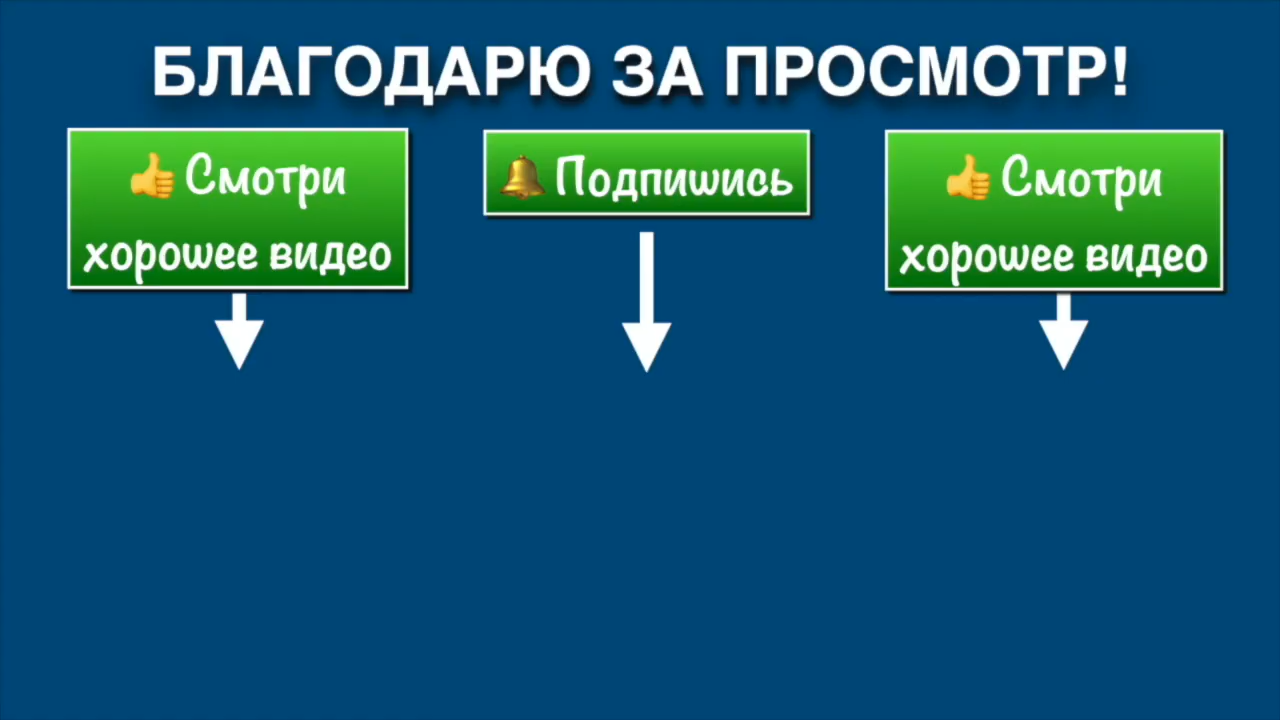 БЛАГОДАРЮ ЗА ПРОСМОТР!
👍 Смотри
хорошее видео
🔔 Подпишись
👍 Смотри
хорошее видео